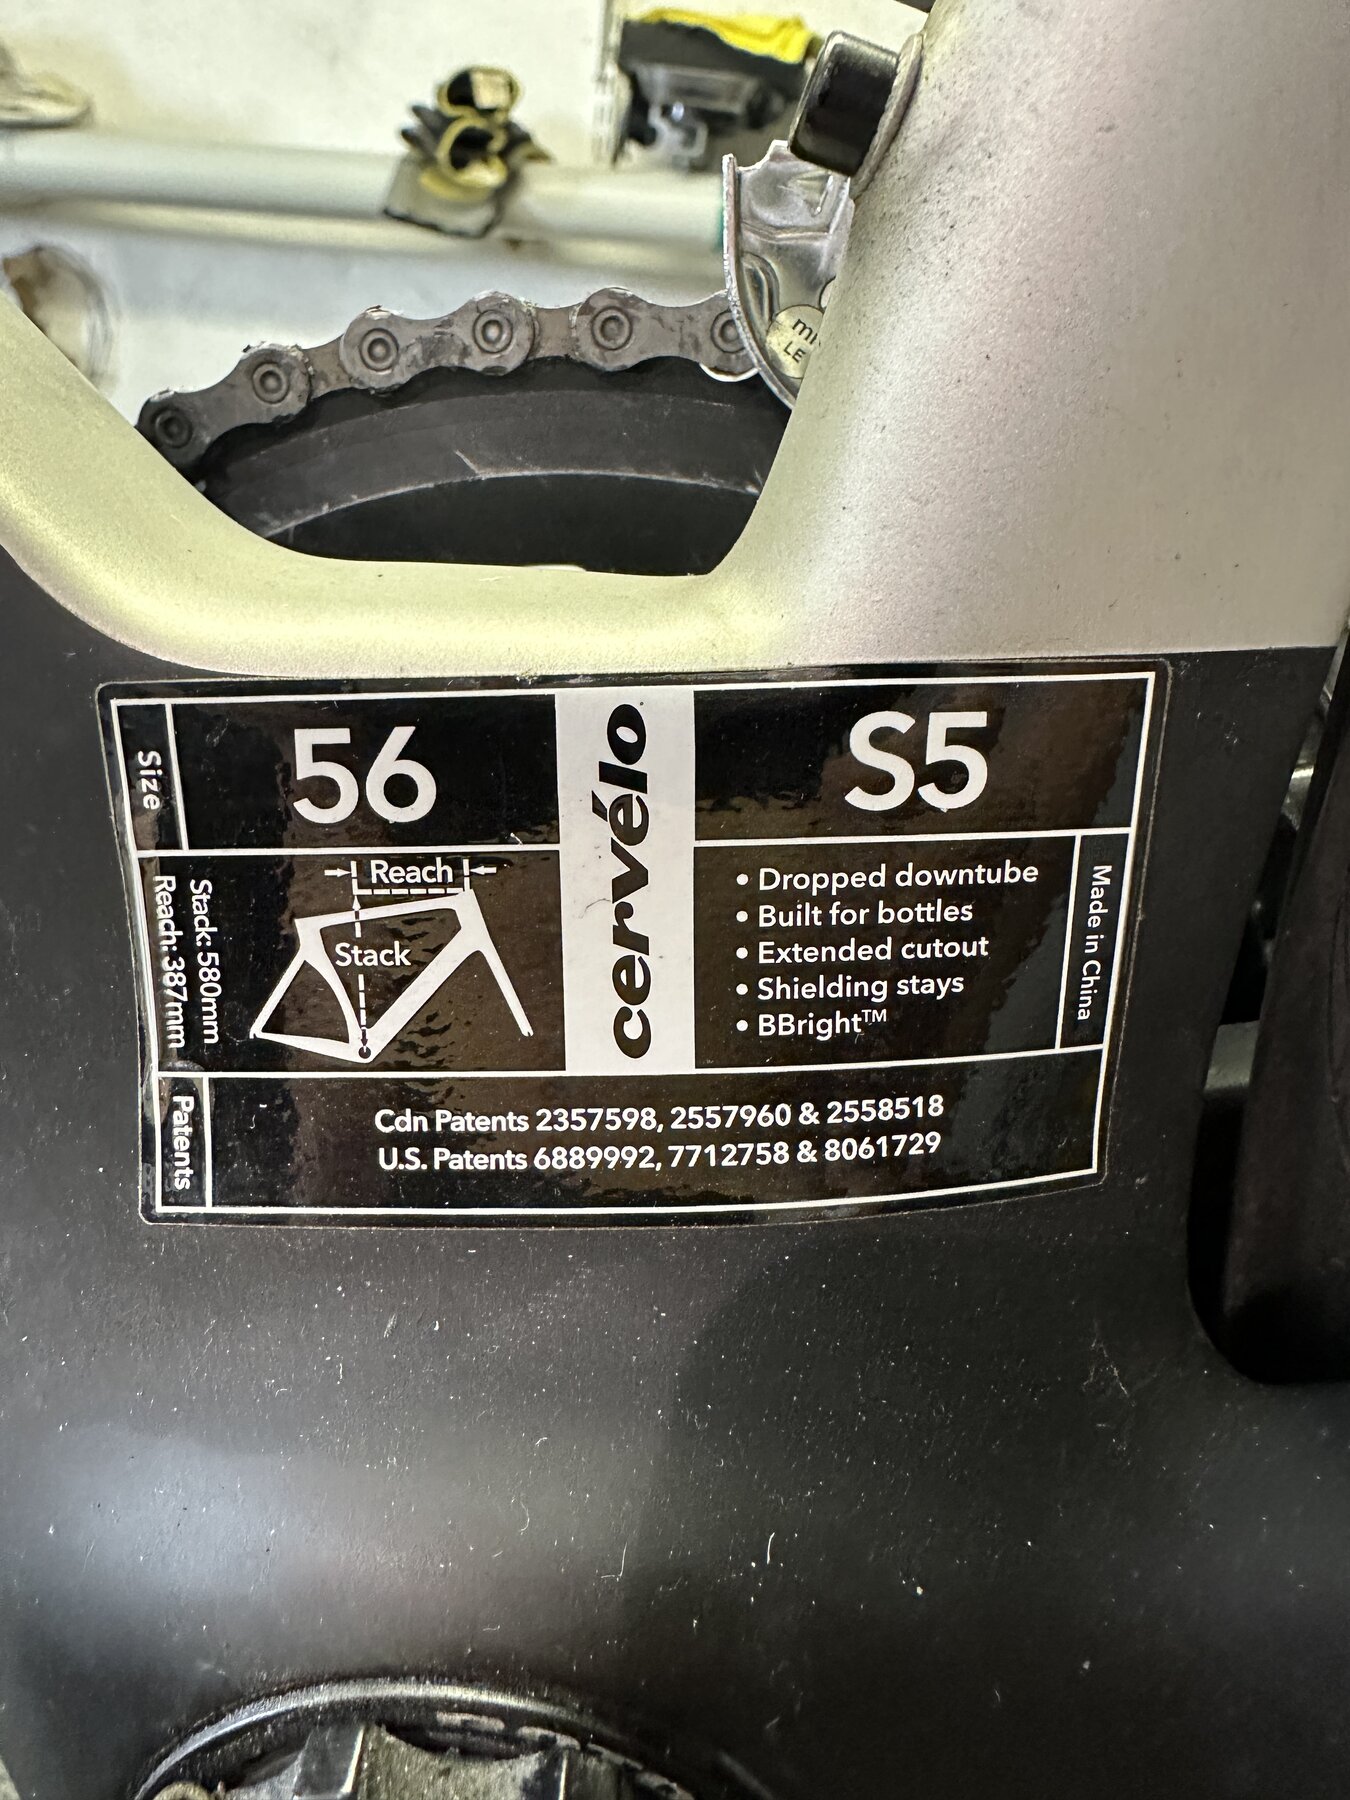 Size
56
cervélo
S5
Stack: 580mm
Reach: 387mm
Reach
Stack
• Dropped downtube
• Built for bottles
• Extended cutout
• Shielding stays
• BBright™
Made in China
Patents
Cdn Patents 2357598, 2557960 & 2558518
U.S. Patents 6889992, 7712758 & 8061729